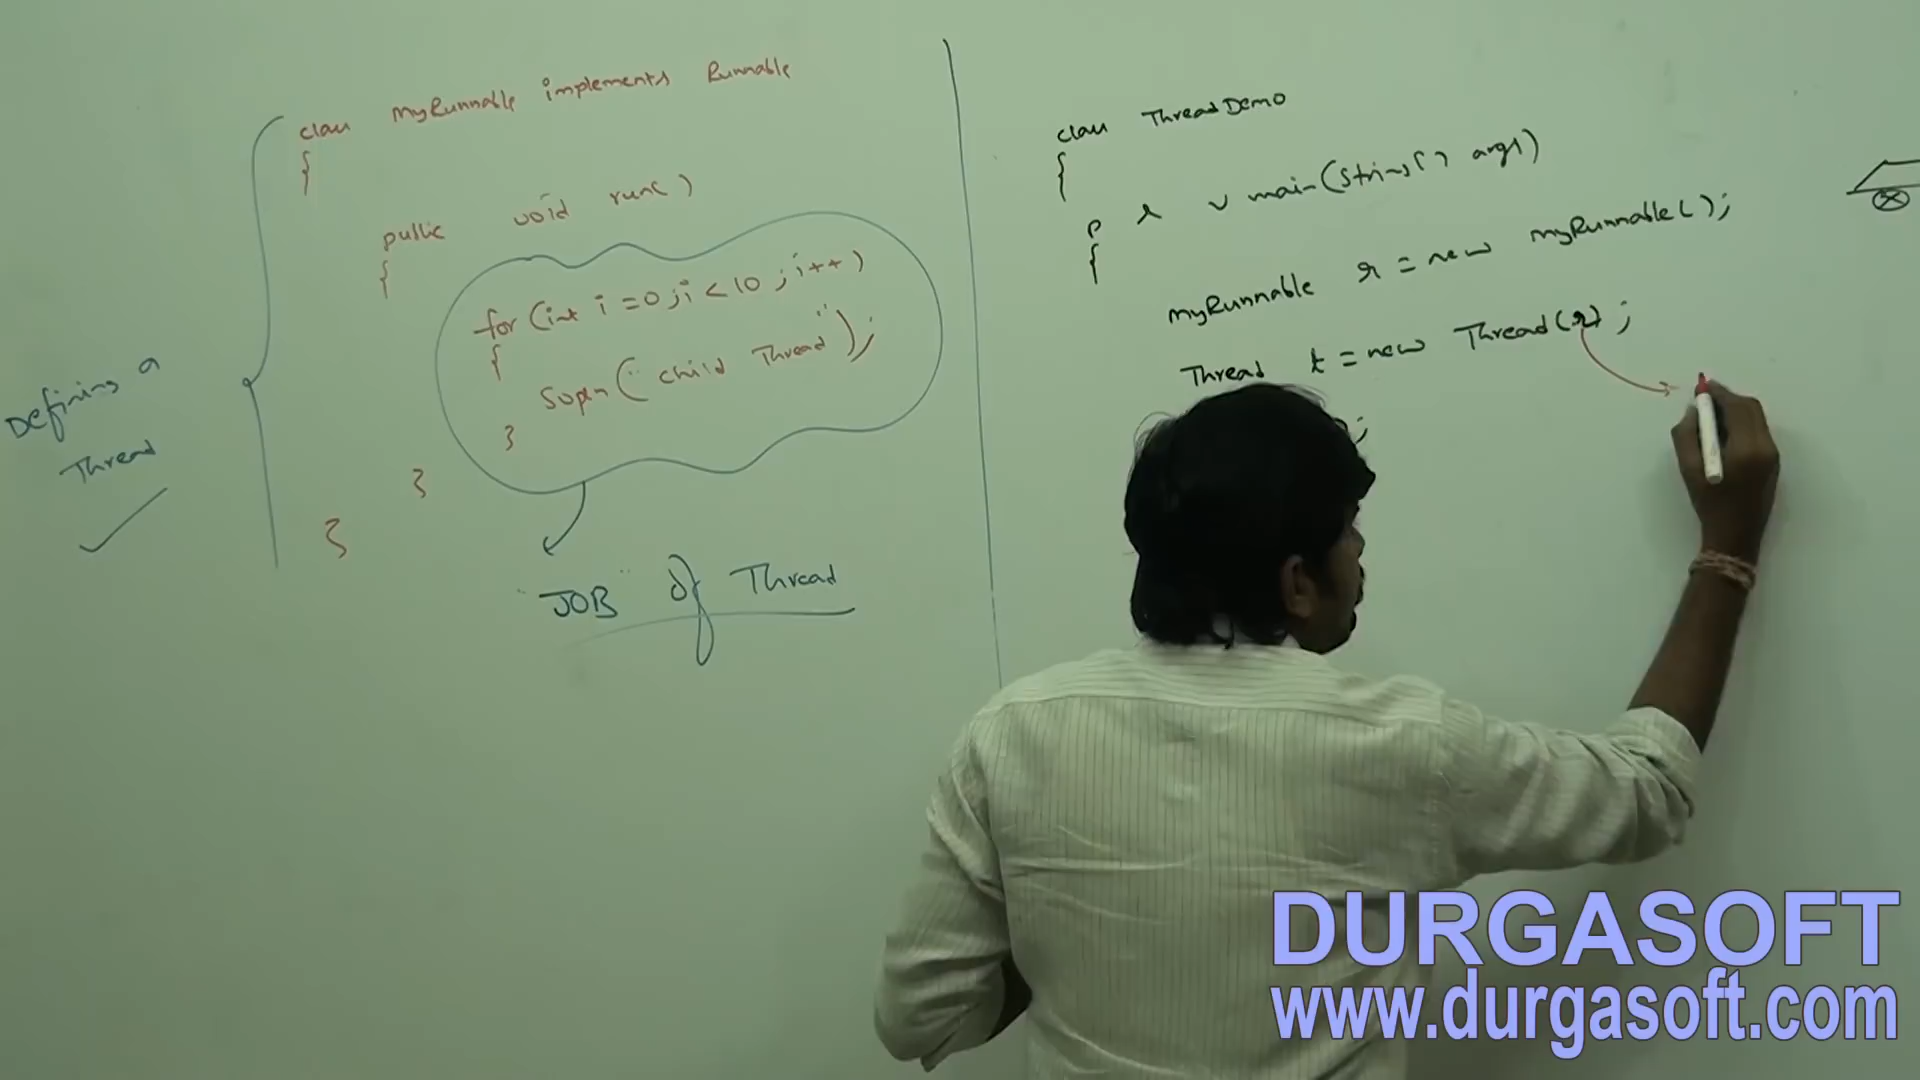 class MyRunnable implements Runnable
{
public void run()
{
for (int i=0;i<10;i++)
{
Sopln("child Thread");
}
}
}
Defining a
Thread
"JOB" of Thread
class ThreadDemo
{
p s v main(String[] args)
{
MyRunnable r = new MyRunnable();
Thread t = new Thread(r);
);
DURGASOFT
www.durgasoft.com